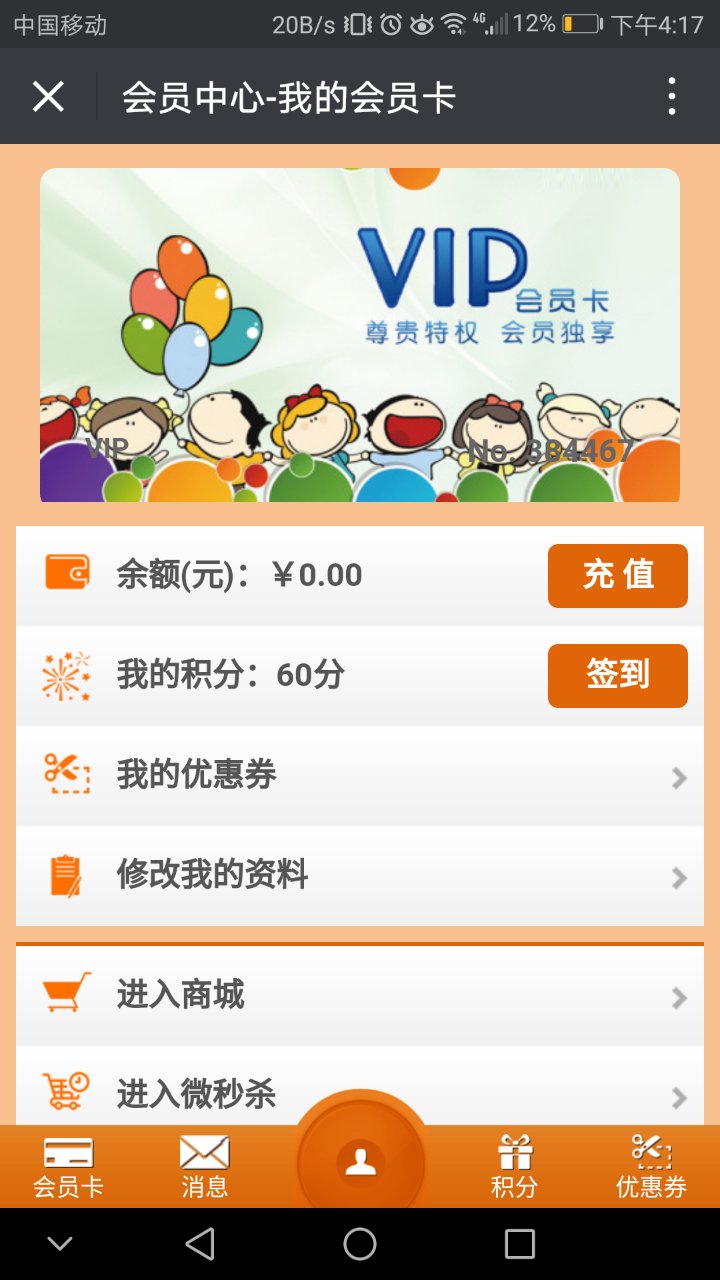 中国移动 20B/s 4G 12% 下午4:17
会员中心-我的会员卡
VIP
会员卡
尊贵特权 会员独享
VIP No. 384467
余额(元)：￥0.00 充 值
我的积分：60分 签到
我的优惠券
修改我的资料
进入商城
进入微秒杀
会员卡 消息 积分 优惠券